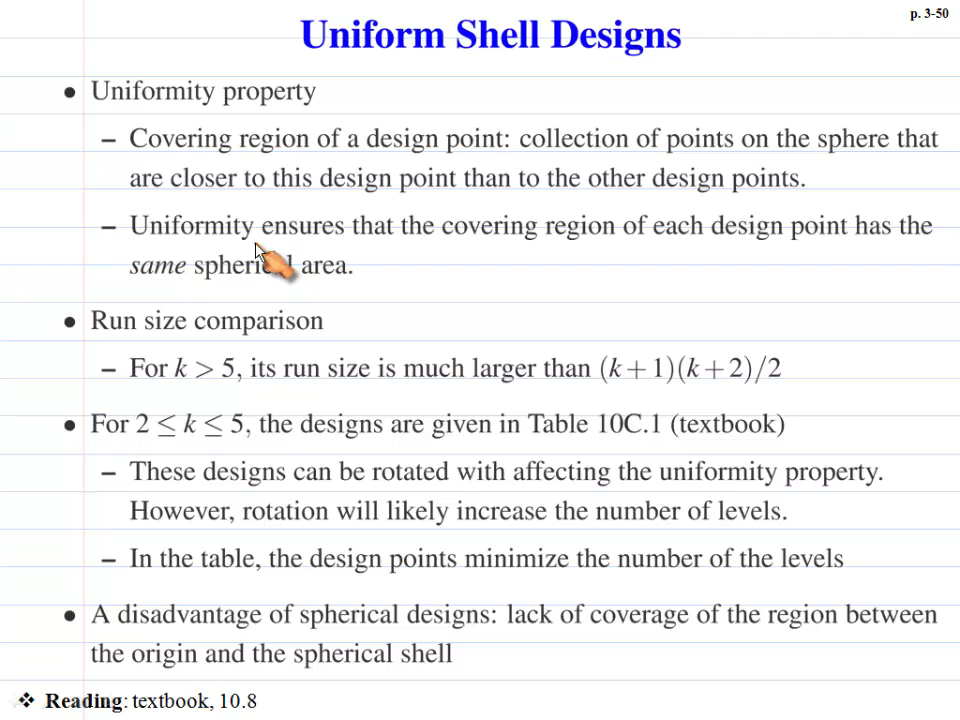 p. 3-50
Uniform Shell Designs
• Uniformity property
– Covering region of a design point: collection of points on the sphere that
are closer to this design point than to the other design points.
– Uniformity ensures that the covering region of each design point has the
same spherical area.
• Run size comparison
– For k > 5, its run size is much larger than (k+1)(k+2)/2
• For 2 ≤ k ≤ 5, the designs are given in Table 10C.1 (textbook)
– These designs can be rotated with affecting the uniformity property.
However, rotation will likely increase the number of levels.
– In the table, the design points minimize the number of the levels
• A disadvantage of spherical designs: lack of coverage of the region between
the origin and the spherical shell
❖ Reading: textbook, 10.8